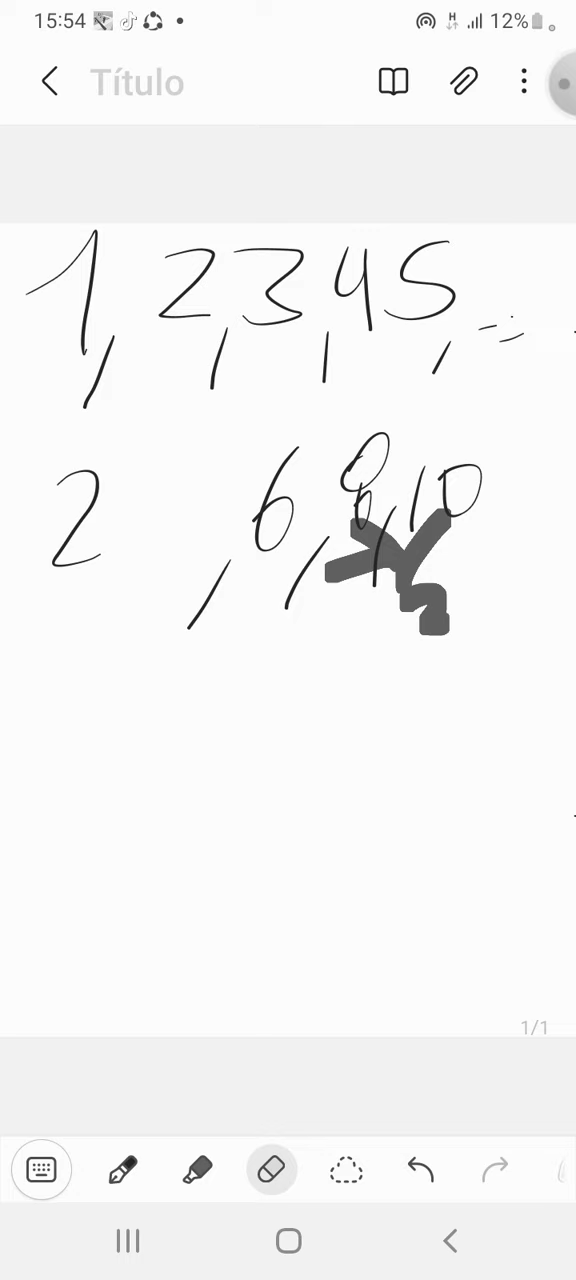 15:54 12%
Título
1, 2, 3, 4 5, -=
2 , 6, 8, 10
1/1